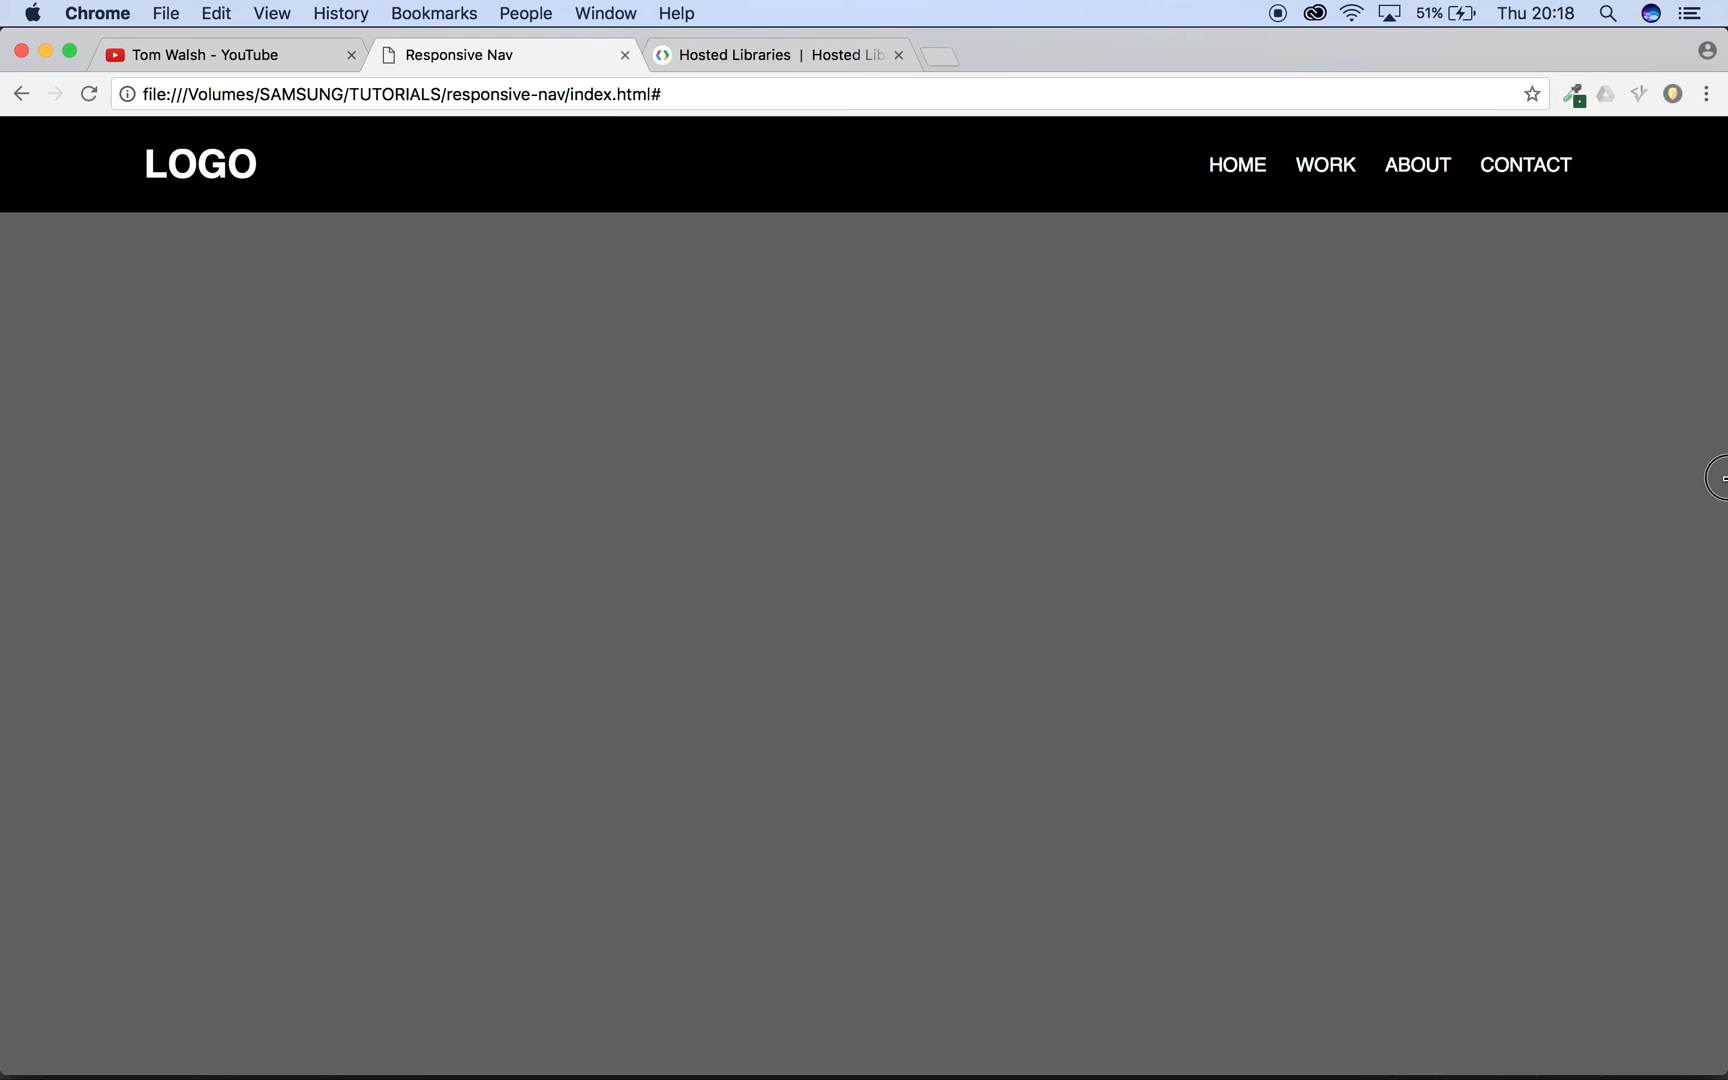 Chrome File Edit View History Bookmarks People Window Help 51% Thu 20:18
Tom Walsh - YouTube Responsive Nav Hosted Libraries | Hosted Lib
file:///Volumes/SAMSUNG/TUTORIALS/responsive-nav/index.html#
LOGO HOME WORK ABOUT CONTACT